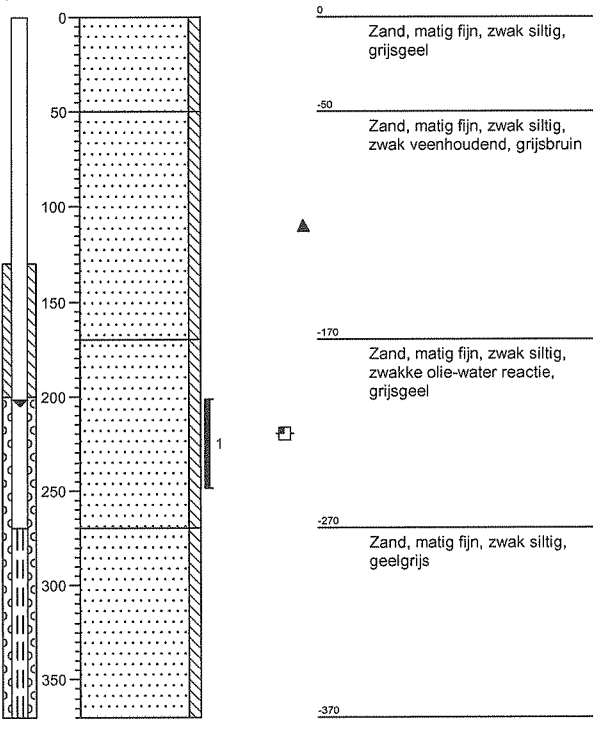 0
50
100
150
200
250
300
350
1
0
Zand, matig fijn, zwak siltig,
grijsgeel
-50
Zand, matig fijn, zwak siltig,
zwak veenhoudend, grijsbruin
-170
Zand, matig fijn, zwak siltig,
zwakke olie-water reactie,
grijsgeel
-270
Zand, matig fijn, zwak siltig,
geelgrijs
-370